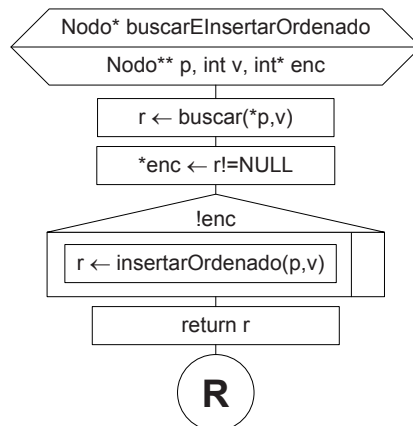 Nodo* buscarEInsertarOrdenado
Nodo** p, int v, int* enc
r ← buscar(*p,v)
*enc ← r!=NULL
!enc
r ← insertarOrdenado(p,v)
return r
R